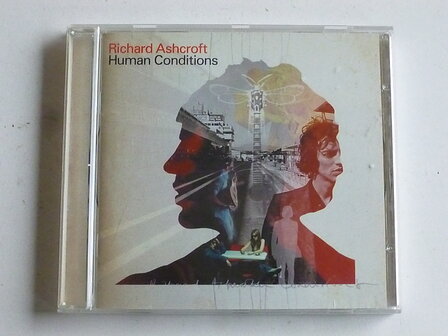 Richard Ashcroft
Human Conditions